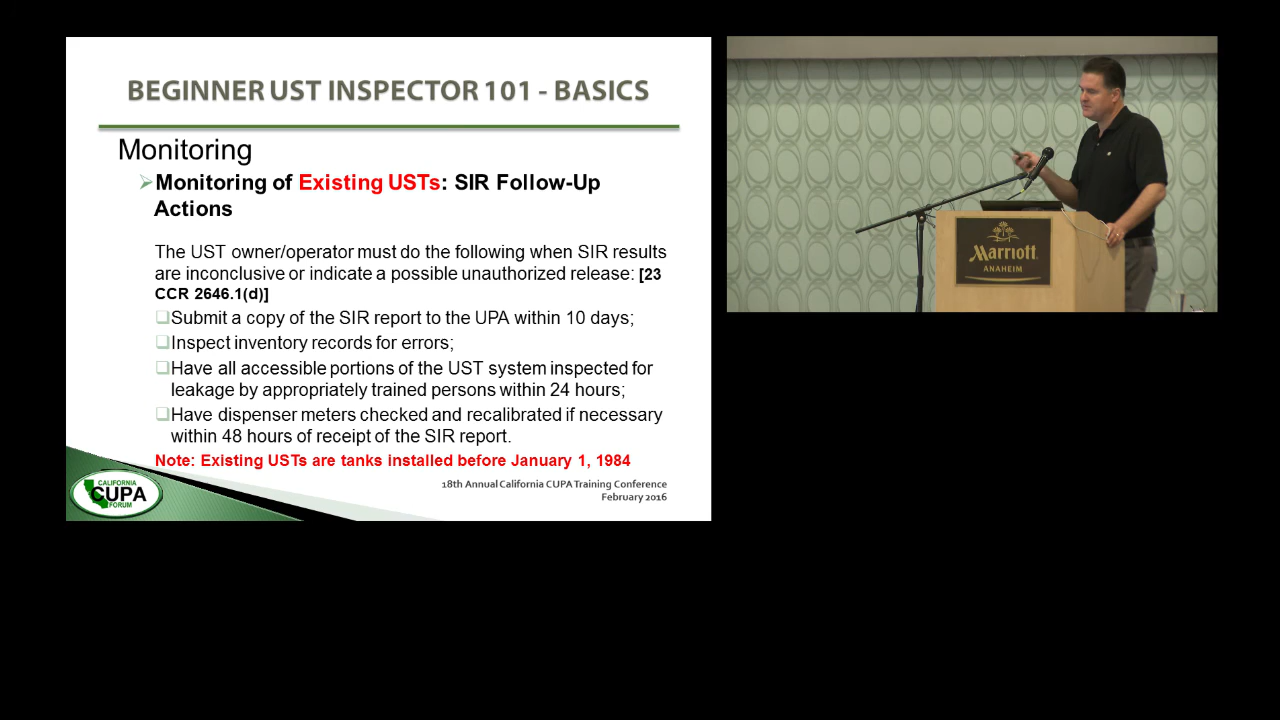 BEGINNER UST INSPECTOR 101 - BASICS
Monitoring
Monitoring of Existing USTs: SIR Follow-Up
Actions
The UST owner/operator must do the following when SIR results
are inconclusive or indicate a possible unauthorized release: [23
CCR 2646.1(d)]
Submit a copy of the SIR report to the UPA within 10 days;
Inspect inventory records for errors;
Have all accessible portions of the UST system inspected for
leakage by appropriately trained persons within 24 hours;
Have dispenser meters checked and recalibrated if necessary
within 48 hours of receipt of the SIR report.
Note: Existing USTs are tanks installed before January 1, 1984
18th Annual California CUPA Training Conference
February 2016
CALIFORNIA
CUPA
FORUM
Marriott
ANAHEIM